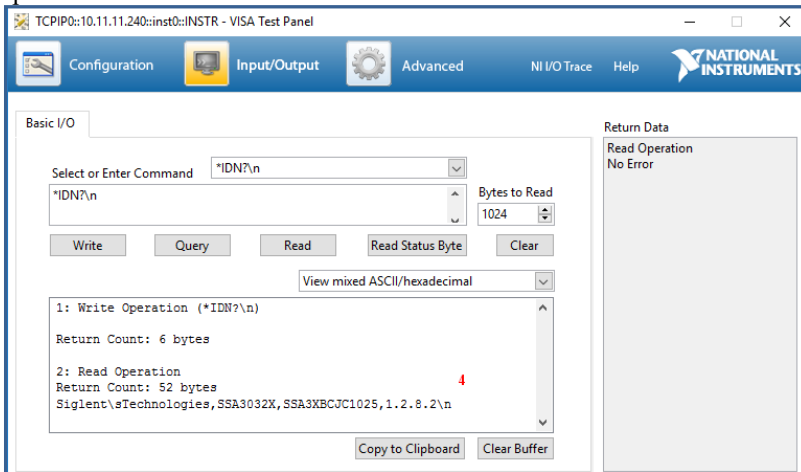 TCPIP0::10.11.11.240::inst0::INSTR - VISA Test Panel
Configuration
Input/Output
Advanced
NI I/O Trace
Help
NATIONAL
INSTRUMENTS
Basic I/O
Select or Enter Command
*IDN?\n
*IDN?\n
Bytes to Read
1024
Write
Query
Read
Read Status Byte
Clear
View mixed ASCII/hexadecimal
1: Write Operation (*IDN?\n)
Return Count: 6 bytes
2: Read Operation
Return Count: 52 bytes
4
Siglent\sTechnologies,SSA3032X,SSA3XBCJC1025,1.2.8.2\n
Copy to Clipboard
Clear Buffer
Return Data
Read Operation
No Error